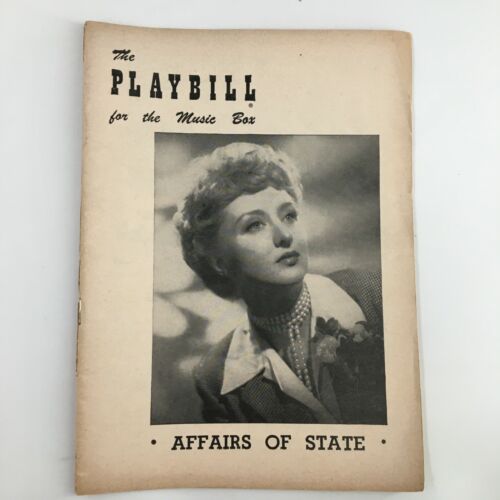 The
PLAYBILL
for the Music Box
• AFFAIRS OF STATE •